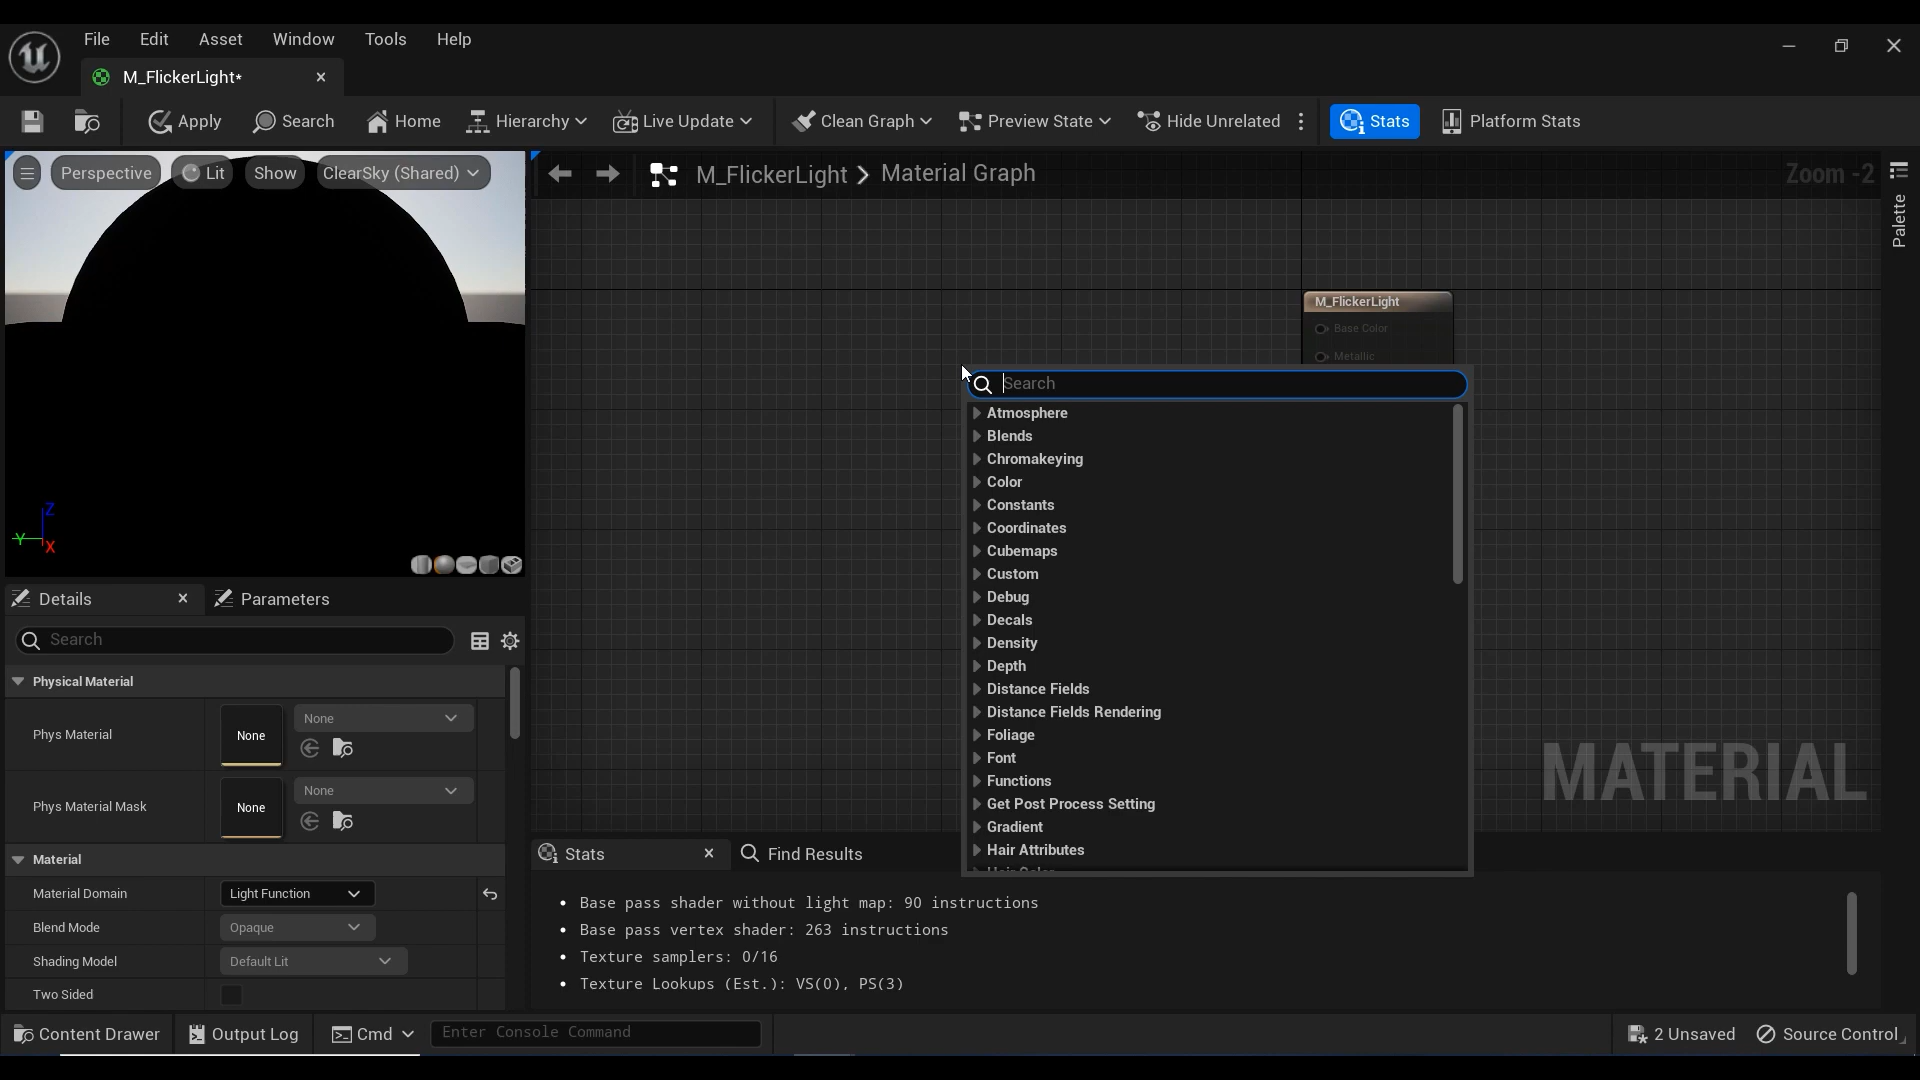 File Edit Asset Window Tools Help
M_FlickerLight*
Apply Search Home Hierarchy Live Update Clean Graph Preview State Hide Unrelated Stats Platform Stats
Perspective Lit Show ClearSky (Shared)
M_FlickerLight > Material Graph
Zoom -2
Palette
M_FlickerLight
Base Color
Metallic
Search
Atmosphere
Blends
Chromakeying
Color
Constants
Coordinates
Cubemaps
Custom
Debug
Decals
Density
Depth
Distance Fields
Distance Fields Rendering
Foliage
Font
Functions
Get Post Process Setting
Gradient
Hair Attributes
Hair Color
MATERIAL
Z
Y
X
Details Parameters
Search
Physical Material
Phys Material None None
Phys Material Mask None None
Material
Material Domain Light Function
Blend Mode Opaque
Shading Model Default Lit
Two Sided
Stats Find Results
• Base pass shader without light map: 90 instructions
• Base pass vertex shader: 263 instructions
• Texture samplers: 0/16
• Texture Lookups (Est.): VS(0), PS(3)
Content Drawer Output Log Cmd Enter Console Command 2 Unsaved Source Control